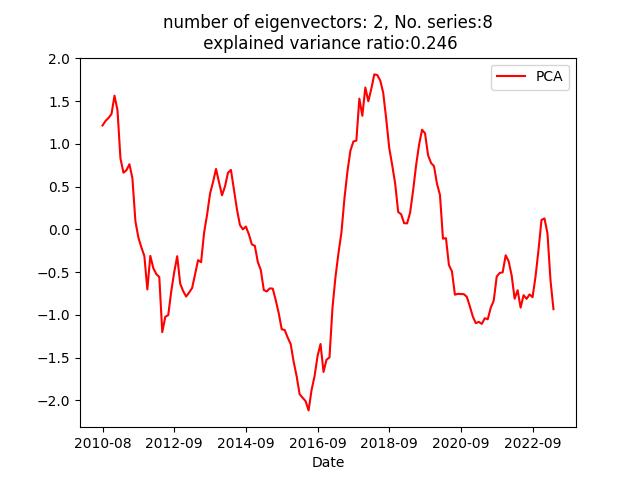 number of eigenvectors: 2, No. series:8
explained variance ratio:0.246
PCA
2.0
1.5
1.0
0.5
0.0
−0.5
−1.0
−1.5
−2.0
2010-08 2012-09 2014-09 2016-09 2018-09 2020-09 2022-09
Date